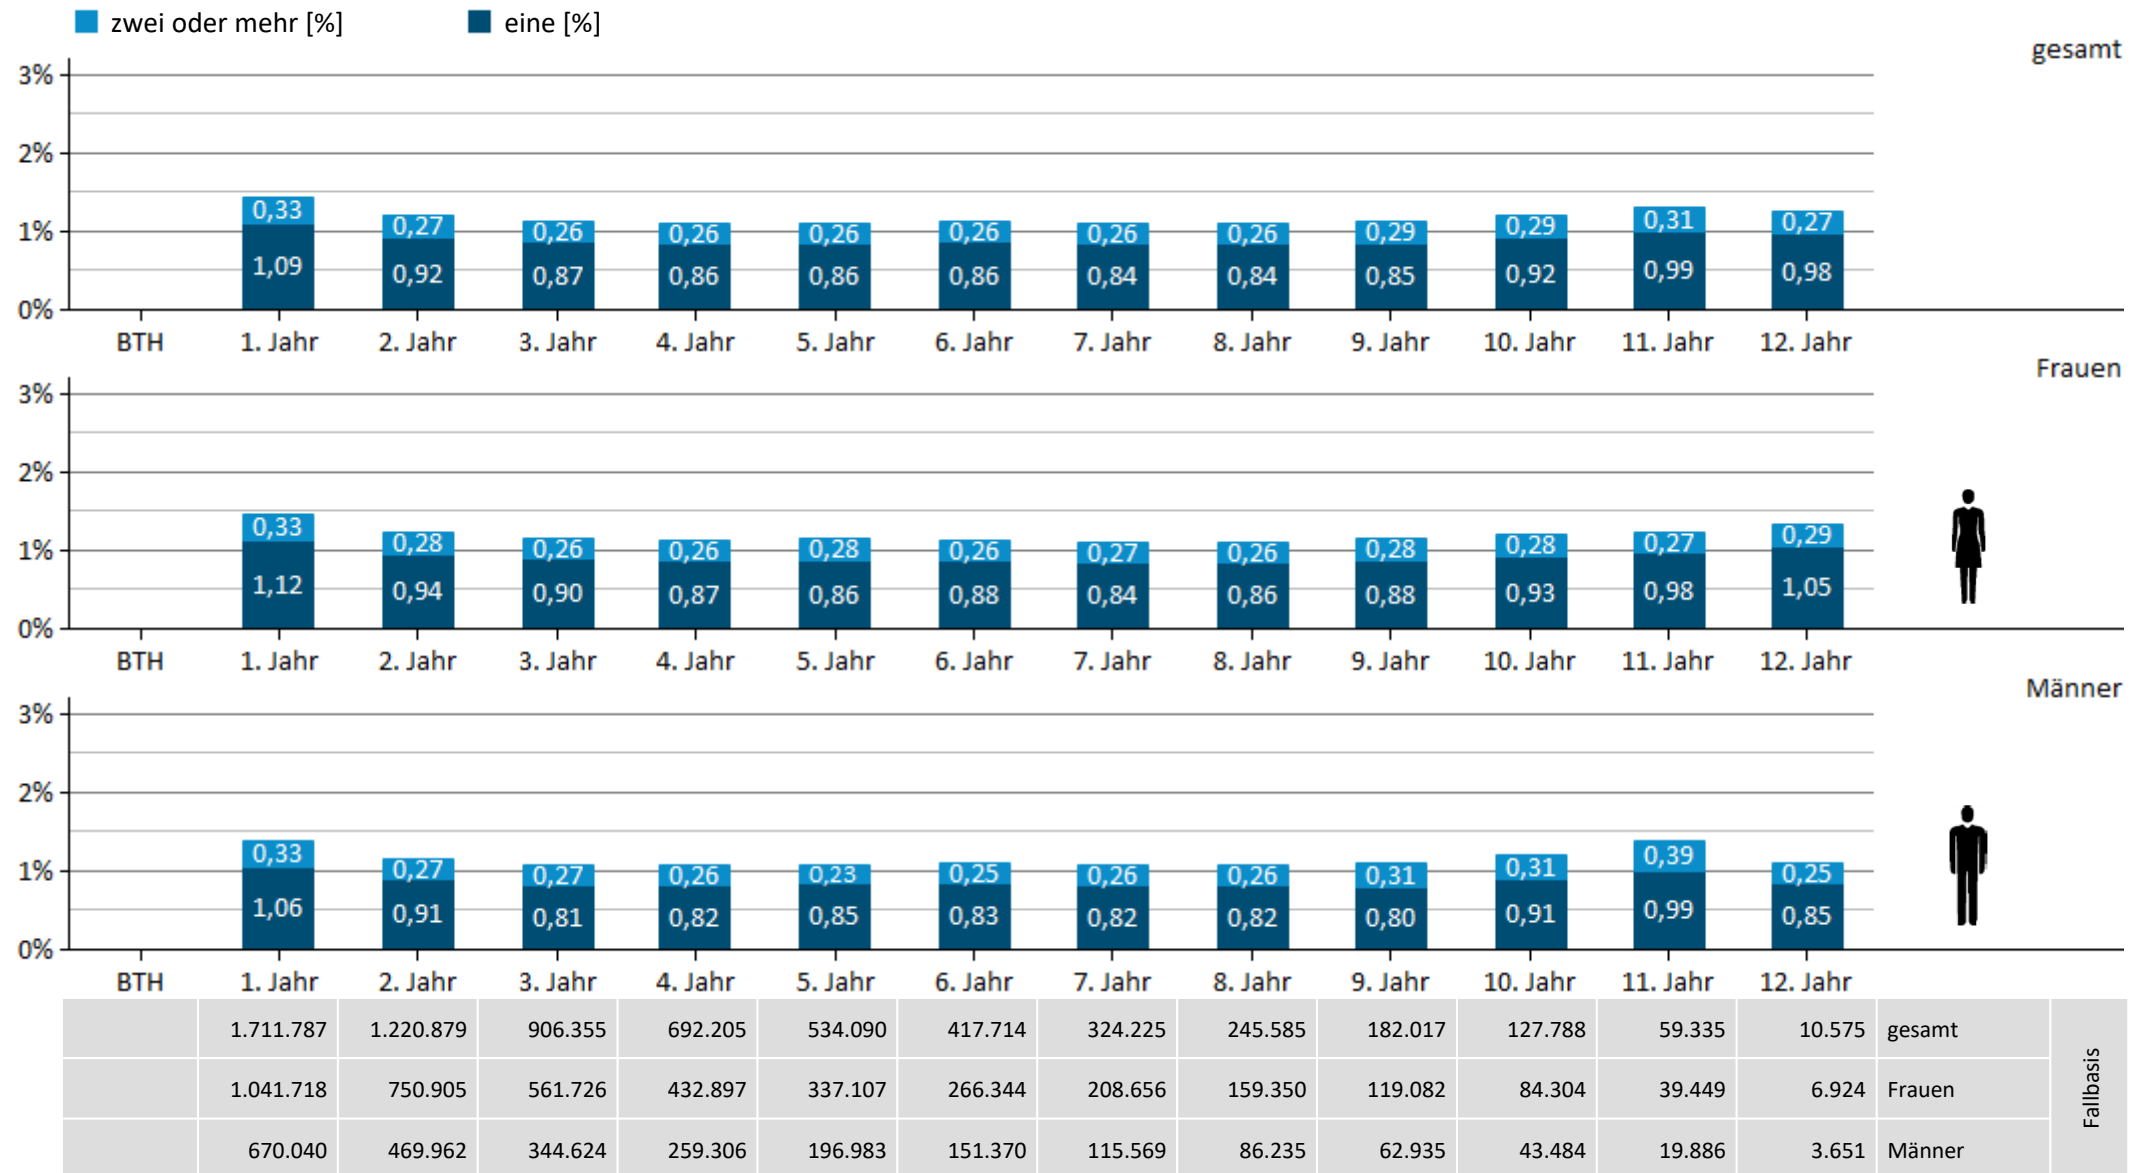 zwei oder mehr [%] eine [%]
gesamt
3%
2%
1%
0%
0,33 0,27 0,26 0,26 0,26 0,26 0,26 0,26 0,29 0,29 0,31 0,27
1,09 0,92 0,87 0,86 0,86 0,86 0,84 0,84 0,85 0,92 0,99 0,98
BTH 1. Jahr 2. Jahr 3. Jahr 4. Jahr 5. Jahr 6. Jahr 7. Jahr 8. Jahr 9. Jahr 10. Jahr 11. Jahr 12. Jahr
Frauen
3%
2%
1%
0%
0,33 0,28 0,26 0,26 0,28 0,26 0,27 0,26 0,28 0,28 0,27 0,29
1,12 0,94 0,90 0,87 0,86 0,88 0,84 0,86 0,88 0,93 0,98 1,05
BTH 1. Jahr 2. Jahr 3. Jahr 4. Jahr 5. Jahr 6. Jahr 7. Jahr 8. Jahr 9. Jahr 10. Jahr 11. Jahr 12. Jahr
Männer
3%
2%
1%
0%
0,33 0,27 0,27 0,26 0,23 0,25 0,26 0,26 0,31 0,31 0,39 0,25
1,06 0,91 0,81 0,82 0,85 0,83 0,82 0,82 0,80 0,91 0,99 0,85
BTH 1. Jahr 2. Jahr 3. Jahr 4. Jahr 5. Jahr 6. Jahr 7. Jahr 8. Jahr 9. Jahr 10. Jahr 11. Jahr 12. Jahr
1.711.787 1.220.879 906.355 692.205 534.090 417.714 324.225 245.585 182.017 127.788 59.335 10.575 gesamt
1.041.718 750.905 561.726 432.897 337.107 266.344 208.656 159.350 119.082 84.304 39.449 6.924 Frauen
670.040 469.962 344.624 259.306 196.983 151.370 115.569 86.235 62.935 43.484 19.886 3.651 Männer
Fallbasis